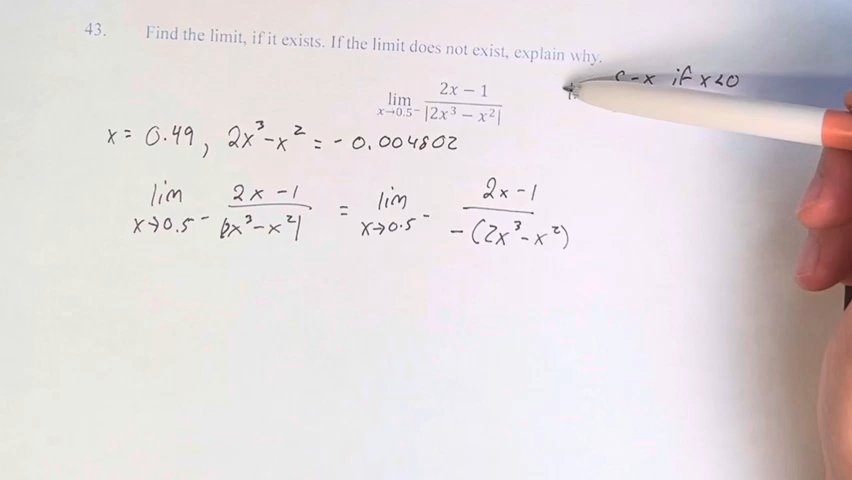 43. Find the limit, if it exists. If the limit does not exist, explain why.
lim x→0.5⁻ (2x − 1)/|2x³ − x²|
-x if x<0
x = 0.49, 2x³-x² = -0.004802
lim x→0.5⁻ (2x-1)/|2x³-x²| = lim x→0.5⁻ (2x-1)/-(2x³-x²)